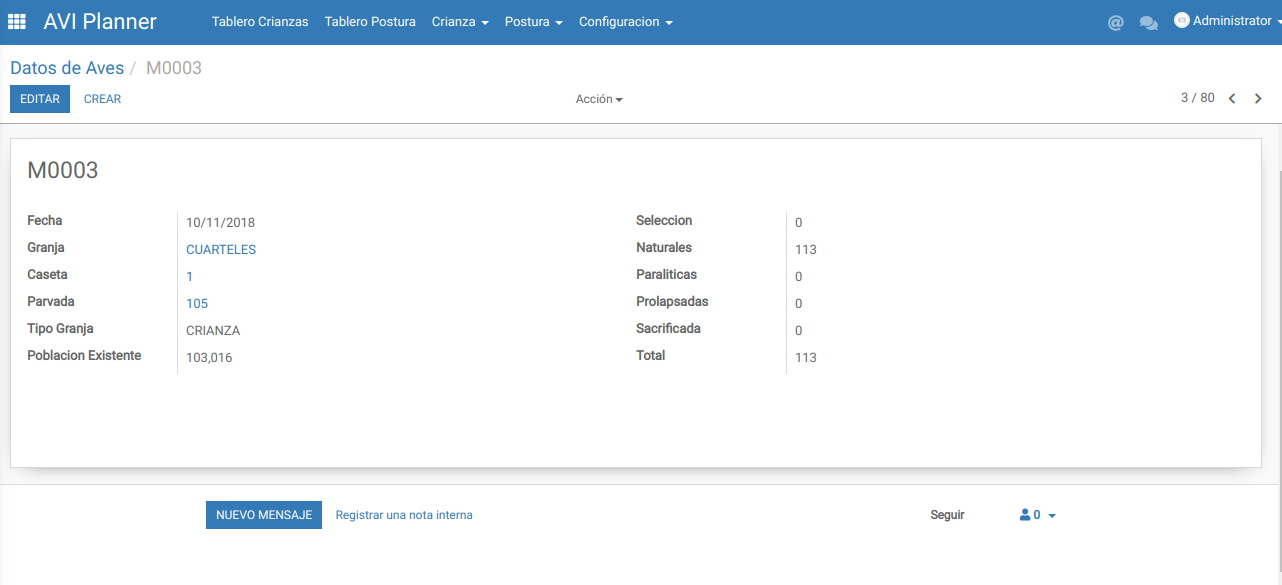 AVI Planner Tablero Crianzas Tablero Postura Crianza Postura Configuracion @ Administrator
Datos de Aves / M0003
EDITAR CREAR Acción 3 / 80
M0003
Fecha 10/11/2018
Granja CUARTELES
Caseta 1
Parvada 105
Tipo Granja CRIANZA
Poblacion Existente 103,016
Seleccion 0
Naturales 113
Paraliticas 0
Prolapsadas 0
Sacrificada 0
Total 113
NUEVO MENSAJE Registrar una nota interna Seguir 0